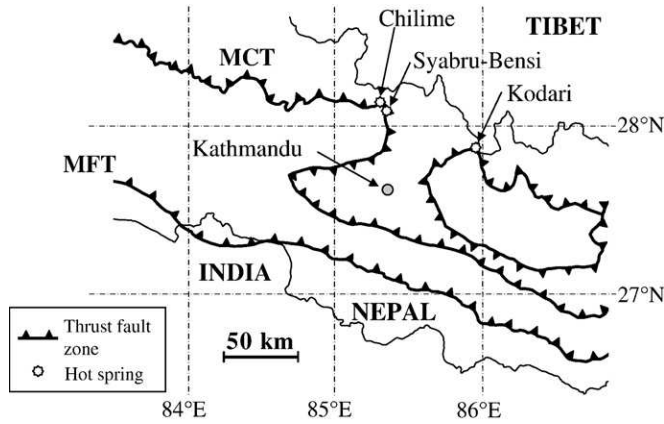 Chilime
TIBET
MCT
Syabru-Bensi
Kodari
28°N
Kathmandu
MFT
INDIA
27°N
NEPAL
Thrust fault
zone
Hot spring
50 km
84°E
85°E
86°E